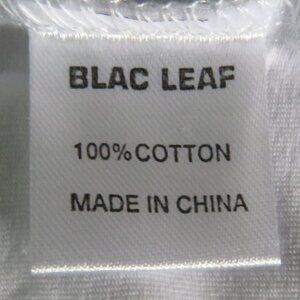 BLAC LEAF
100% COTTON
MADE IN CHINA